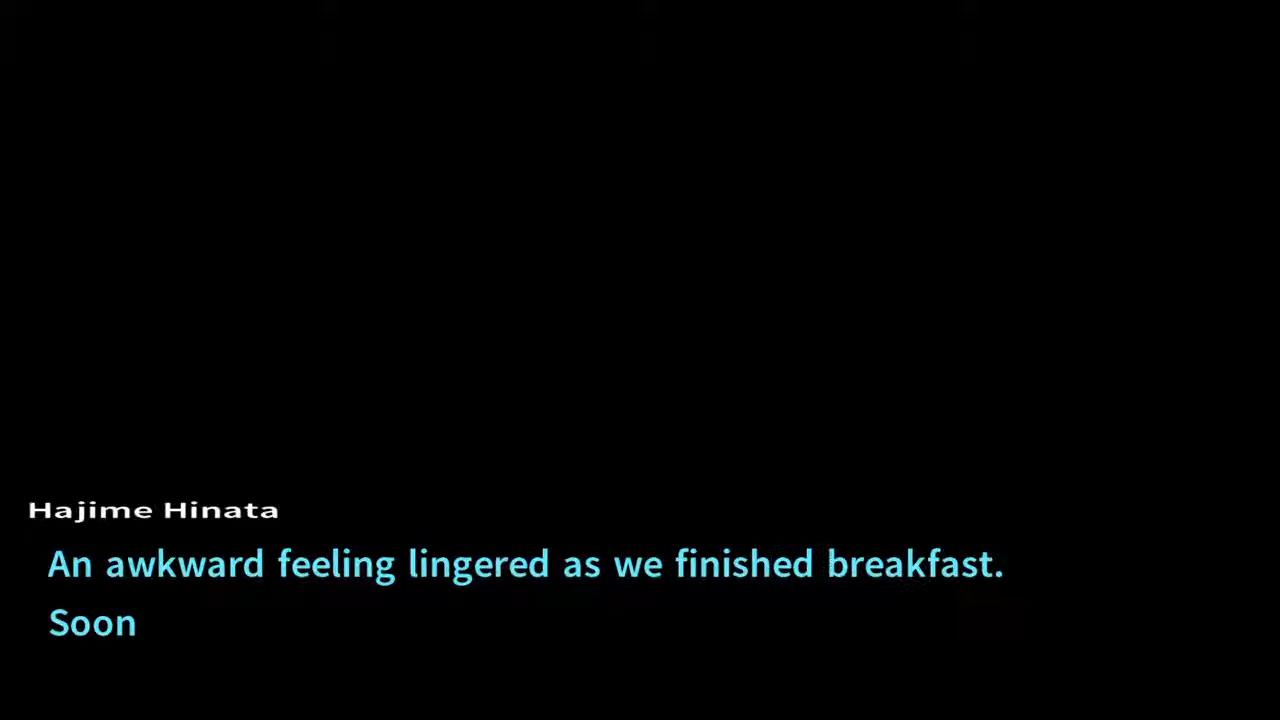 Hajime Hinata
An awkward feeling lingered as we finished breakfast.
Soon